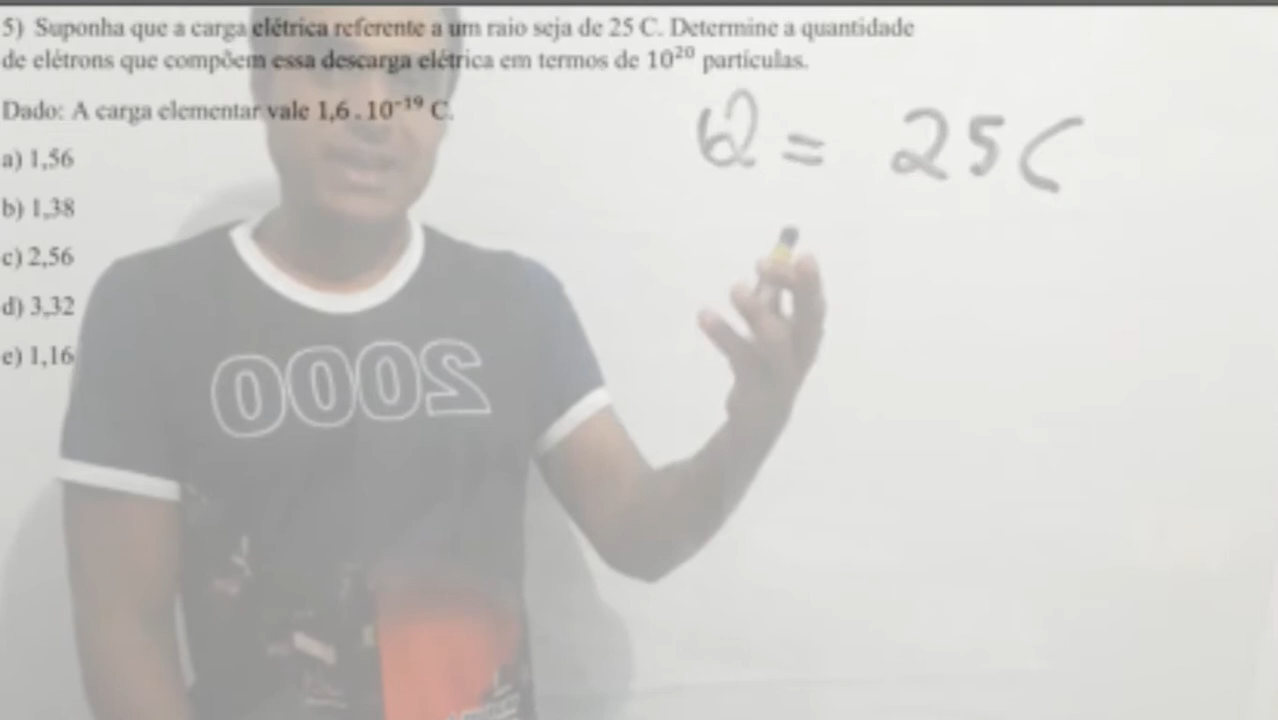 5) Suponha que a carga elétrica referente a um raio seja de 25 C. Determine a quantidade
de elétrons que compõem essa descarga elétrica em termos de 10²⁰ partículas.
Dado: A carga elementar vale 1,6 . 10⁻¹⁹ C.
Q = 25C
a) 1,56
b) 1,38
c) 2,56
d) 3,32
e) 1,16
2000